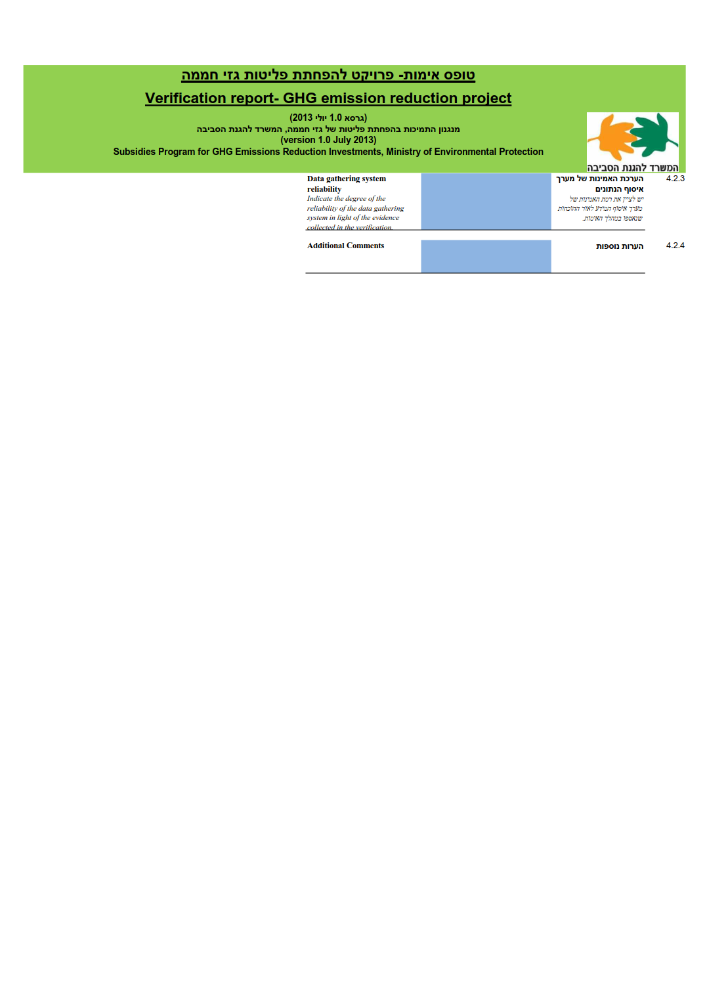 טופס אימות- פרויקט להפחתת פליטות גזי חממה
Verification report- GHG emission reduction project
(גרסא 1.0 יולי 2013)
מנגנון התמיכות בהפחתת פליטות של גזי חממה, המשרד להגנת הסביבה
(version 1.0 July 2013)
Subsidies Program for GHG Emissions Reduction Investments, Ministry of Environmental Protection
המשרד להגנת הסביבה
4.2.3
הערכת האמינות של מערך
איסוף הנתונים
יש לציין את רמת האמינות של
מערך איסוף המידע לאור ההוכחות
שנאספו במהלך האימות.
Data gathering system
reliability
Indicate the degree of the
reliability of the data gathering
system in light of the evidence
collected in the verification.
4.2.4
הערות נוספות
Additional Comments